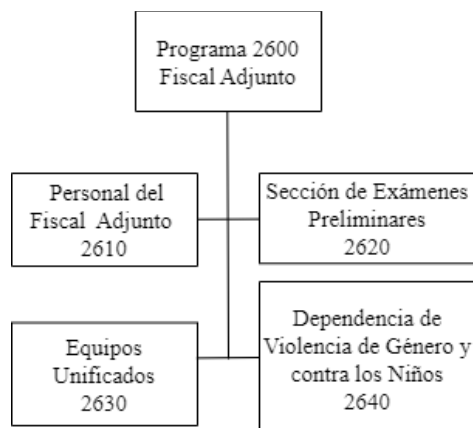 Programa 2600
Fiscal Adjunto
Personal del
Fiscal Adjunto
2610
Sección de Exámenes
Preliminares
2620
Equipos
Unificados
2630
Dependencia de
Violencia de Género y
contra los Niños
2640